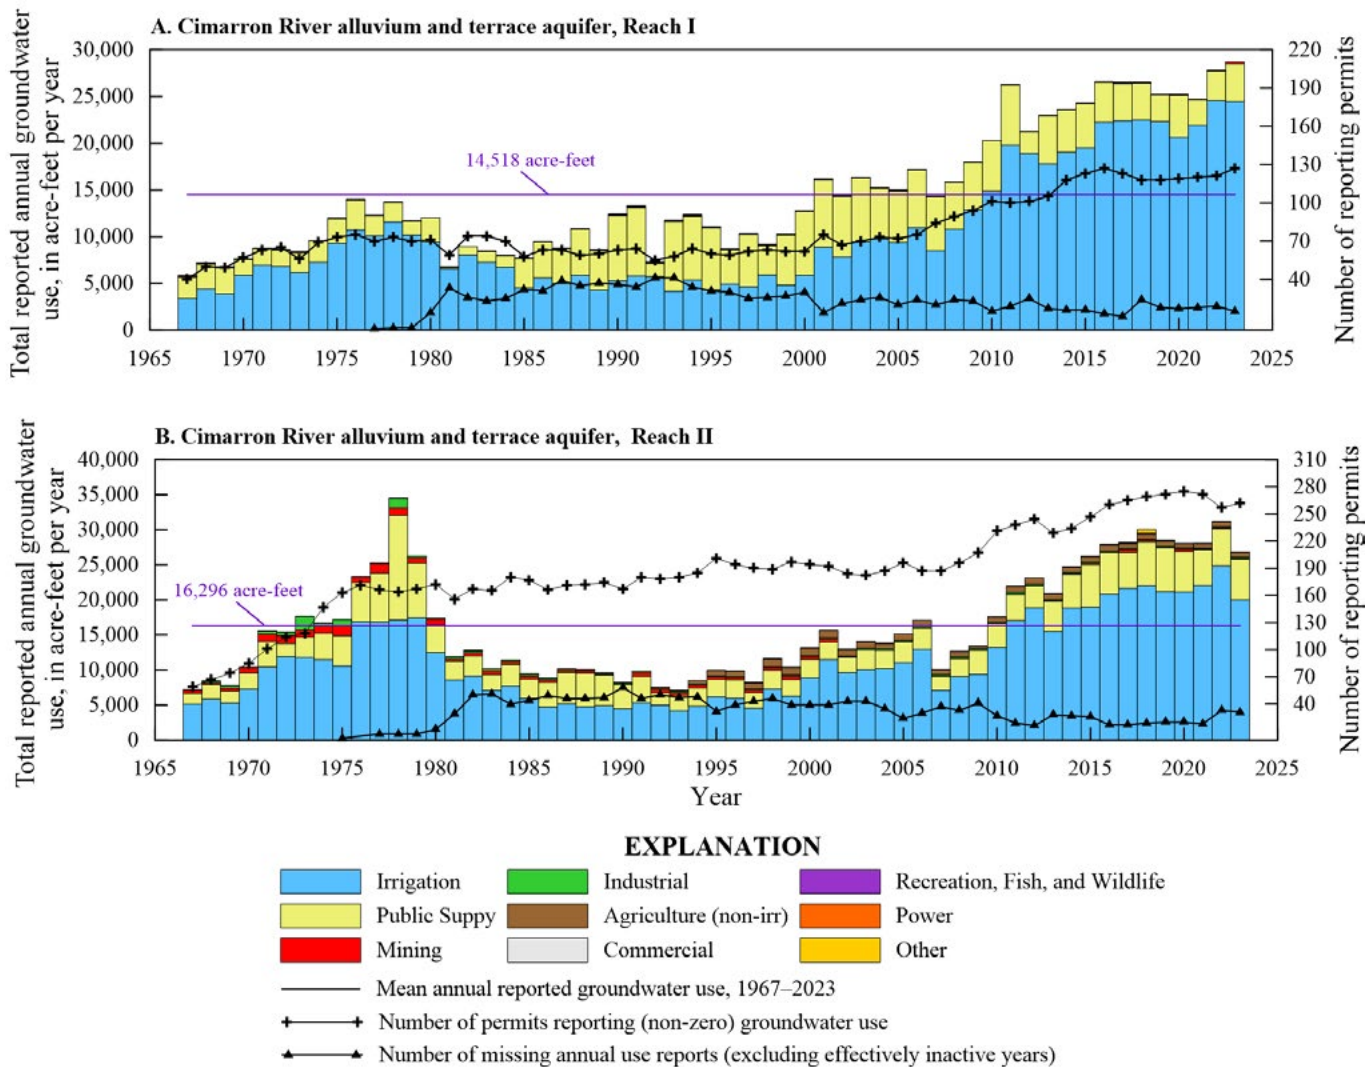 A. Cimarron River alluvium and terrace aquifer, Reach I
Total reported annual groundwater
use, in acre-feet per year
30,000
25,000
20,000
15,000
10,000
5,000
0
14,518 acre-feet
220
190
160
130
100
70
40
Number of reporting permits
1965 1970 1975 1980 1985 1990 1995 2000 2005 2010 2015 2020 2025
B. Cimarron River alluvium and terrace aquifer, Reach II
Total reported annual groundwater
use, in acre-feet per year
40,000
35,000
30,000
25,000
20,000
15,000
10,000
5,000
0
16,296 acre-feet
310
280
250
220
190
160
130
100
70
40
Number of reporting permits
1965 1970 1975 1980 1985 1990 1995 2000 2005 2010 2015 2020 2025
Year
EXPLANATION
Irrigation Industrial Recreation, Fish, and Wildlife
Public Suppy Agriculture (non-irr) Power
Mining Commercial Other
Mean annual reported groundwater use, 1967–2023
Number of permits reporting (non-zero) groundwater use
Number of missing annual use reports (excluding effectively inactive years)